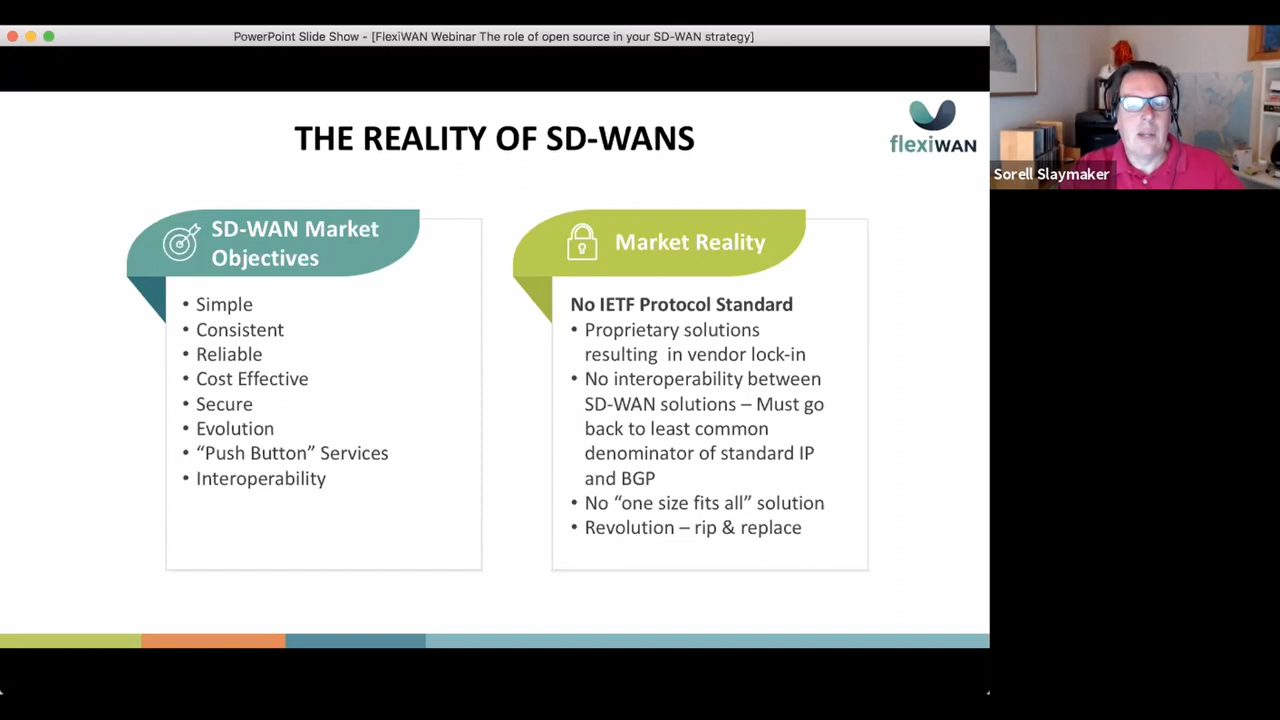 PowerPoint Slide Show - [FlexiWAN Webinar The role of open source in your SD-WAN strategy]
THE REALITY OF SD-WANS
flexiWAN
Sorell Slaymaker
SD-WAN Market
Objectives
• Simple
• Consistent
• Reliable
• Cost Effective
• Secure
• Evolution
• “Push Button” Services
• Interoperability
Market Reality
No IETF Protocol Standard
• Proprietary solutions
resulting in vendor lock-in
• No interoperability between
SD-WAN solutions – Must go
back to least common
denominator of standard IP
and BGP
• No “one size fits all” solution
• Revolution – rip & replace